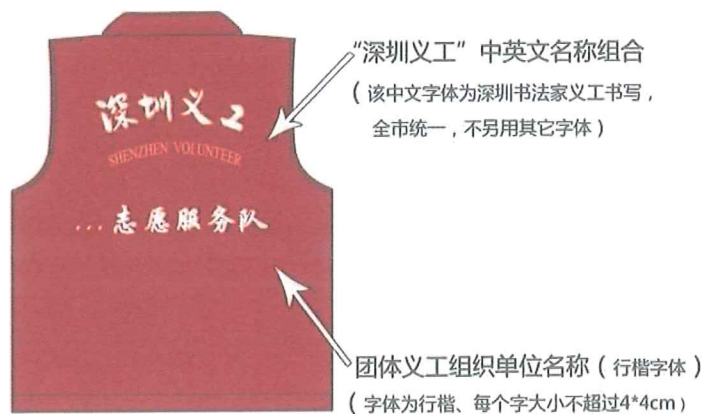 深圳义工
SHENZHEN VOLUNTEER
...志愿服务队
“深圳义工”中英文名称组合
（该中文字体为深圳书法家义工书写，
全市统一，不另用其它字体）
团体义工组织单位名称（行楷字体）
（字体为行楷、每个字大小不超过4*4cm）